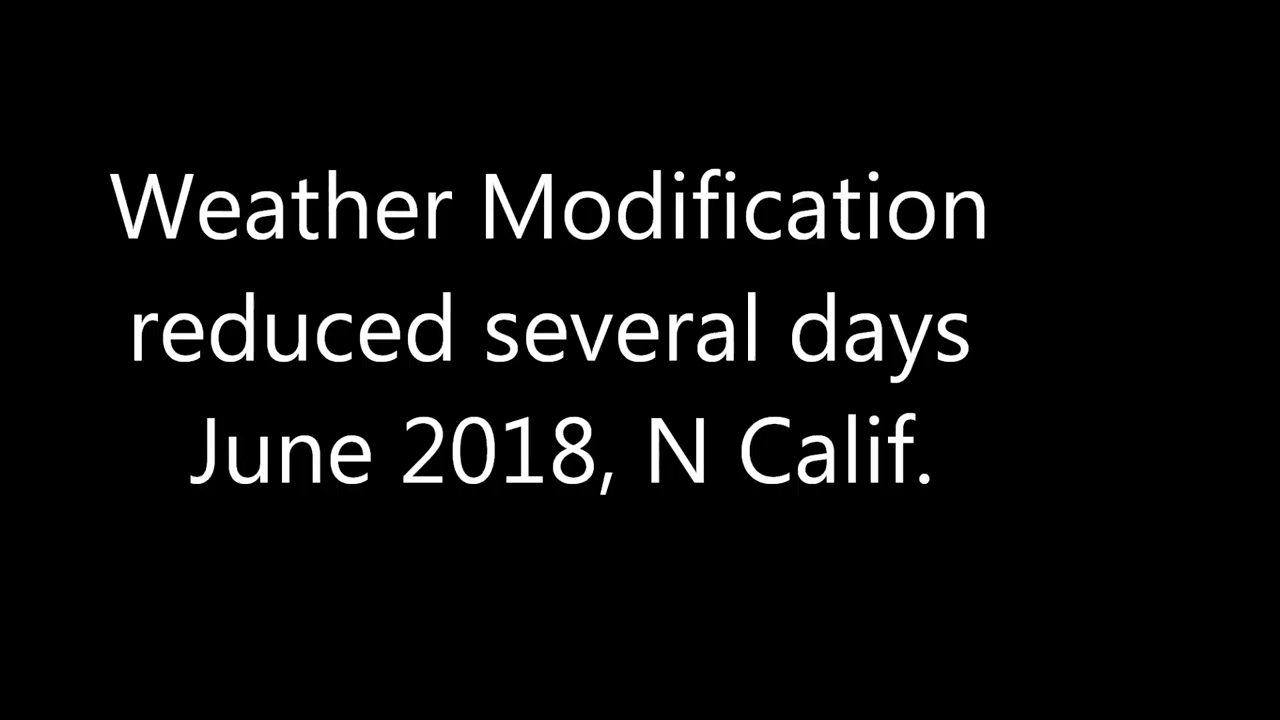 Weather Modification
reduced several days
June 2018, N Calif.